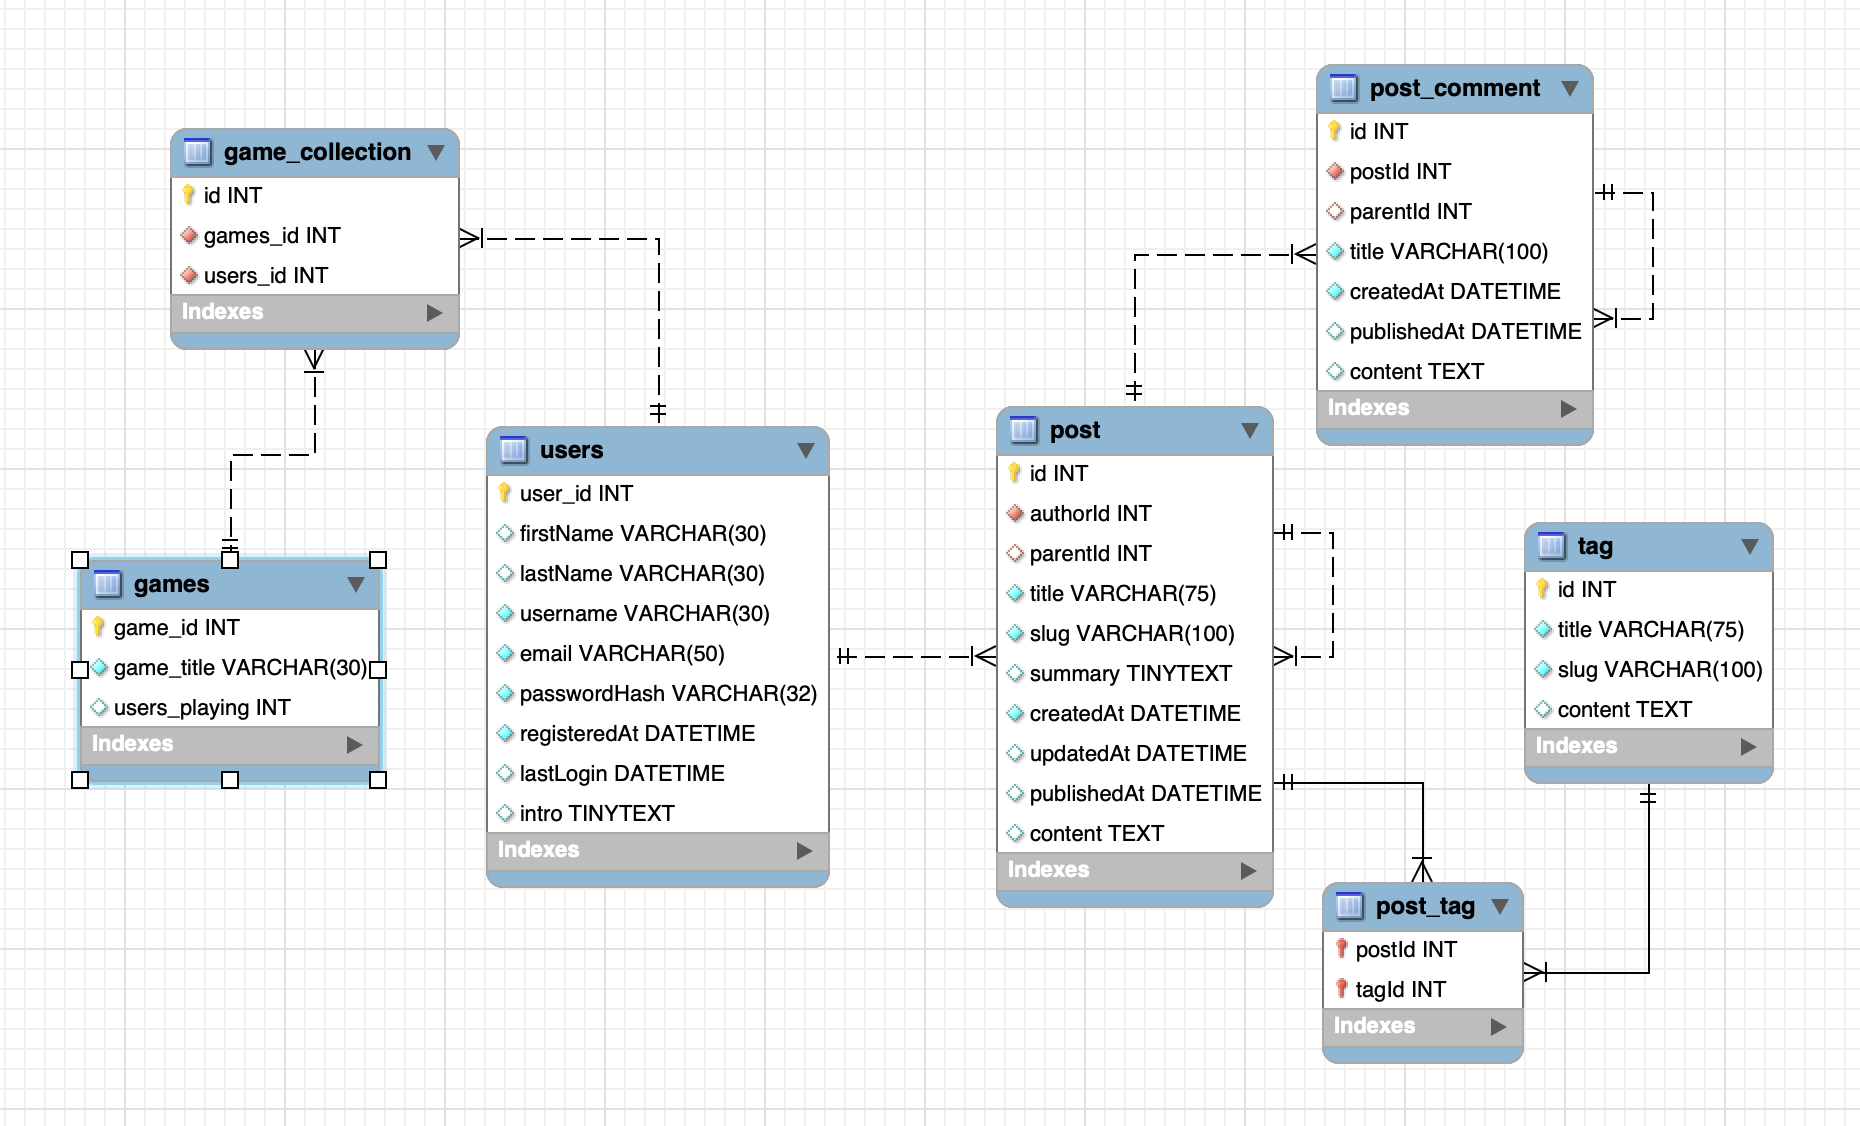 game_collection
id INT
games_id INT
users_id INT
Indexes
games
game_id INT
game_title VARCHAR(30)
users_playing INT
Indexes
users
user_id INT
firstName VARCHAR(30)
lastName VARCHAR(30)
username VARCHAR(30)
email VARCHAR(50)
passwordHash VARCHAR(32)
registeredAt DATETIME
lastLogin DATETIME
intro TINYTEXT
Indexes
post
id INT
authorId INT
parentId INT
title VARCHAR(75)
slug VARCHAR(100)
summary TINYTEXT
createdAt DATETIME
updatedAt DATETIME
publishedAt DATETIME
content TEXT
Indexes
post_comment
id INT
postId INT
parentId INT
title VARCHAR(100)
createdAt DATETIME
publishedAt DATETIME
content TEXT
Indexes
tag
id INT
title VARCHAR(75)
slug VARCHAR(100)
content TEXT
Indexes
post_tag
postId INT
tagId INT
Indexes